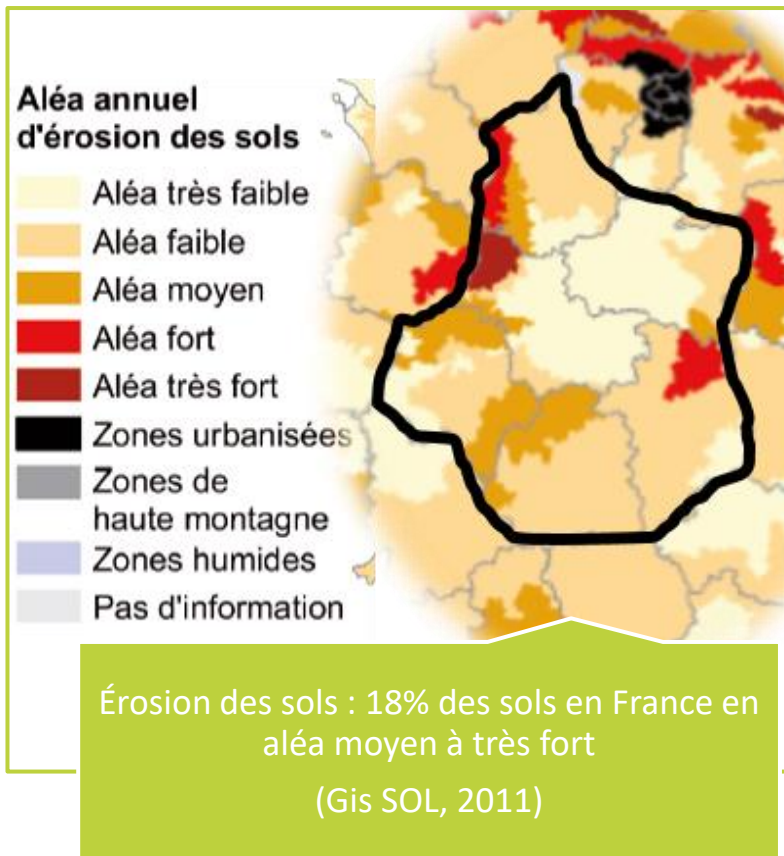 Aléa annuel
d'érosion des sols
Aléa très faible
Aléa faible
Aléa moyen
Aléa fort
Aléa très fort
Zones urbanisées
Zones de
haute montagne
Zones humides
Pas d'information
Érosion des sols : 18% des sols en France en
aléa moyen à très fort
(Gis SOL, 2011)